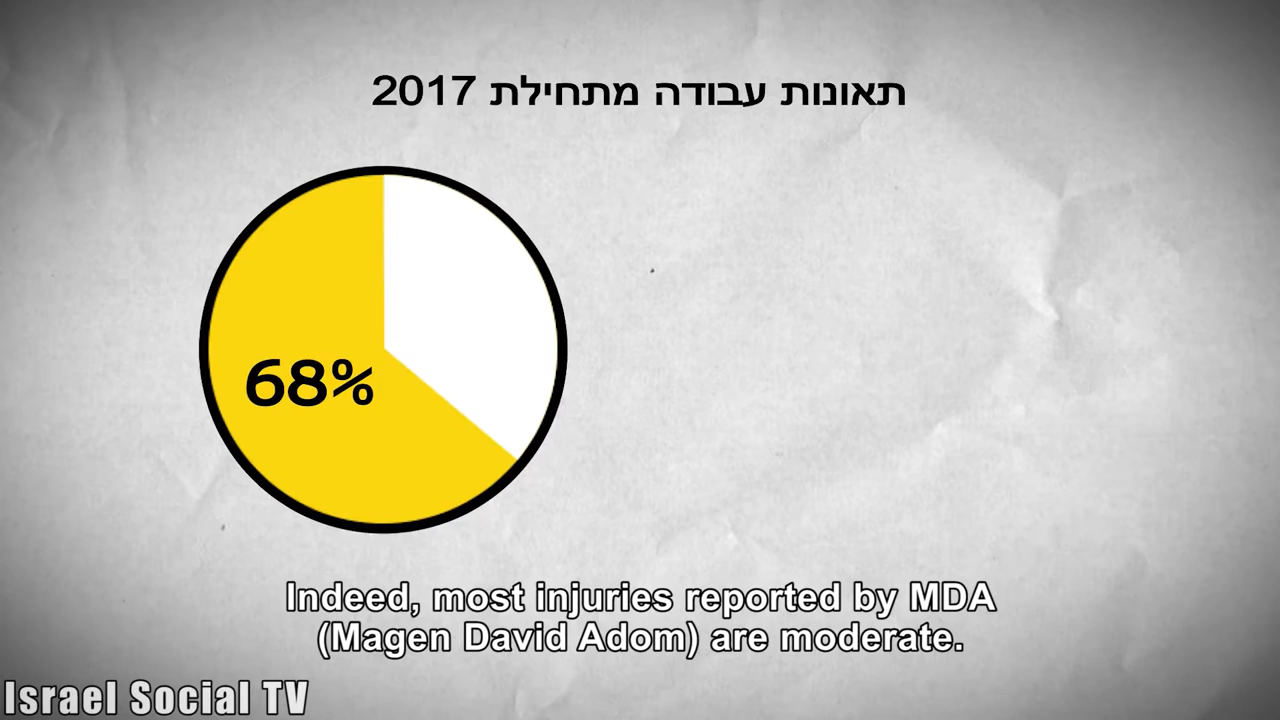 תאונות עבודה מתחילת 2017
68%
Indeed, most injuries reported by MDA
(Magen David Adom) are moderate.
Israel Social TV